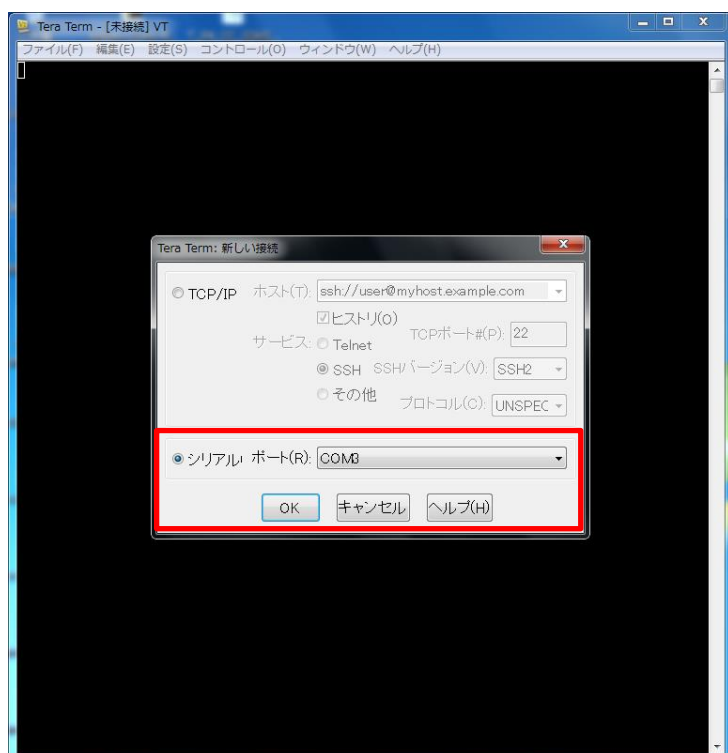 Tera Term - [未接続] VT
ファイル(F) 編集(E) 設定(S) コントロール(O) ウィンドウ(W) ヘルプ(H)
Tera Term: 新しい接続
TCP/IP ホスト(T): ssh://user@myhost.example.com
ヒストリ(O)
サービス: Telnet TCPポート#(P): 22
SSH SSHバージョン(V): SSH2
その他 プロトコル(C): UNSPEC
シリアル ポート(R): COM3
OK キャンセル ヘルプ(H)